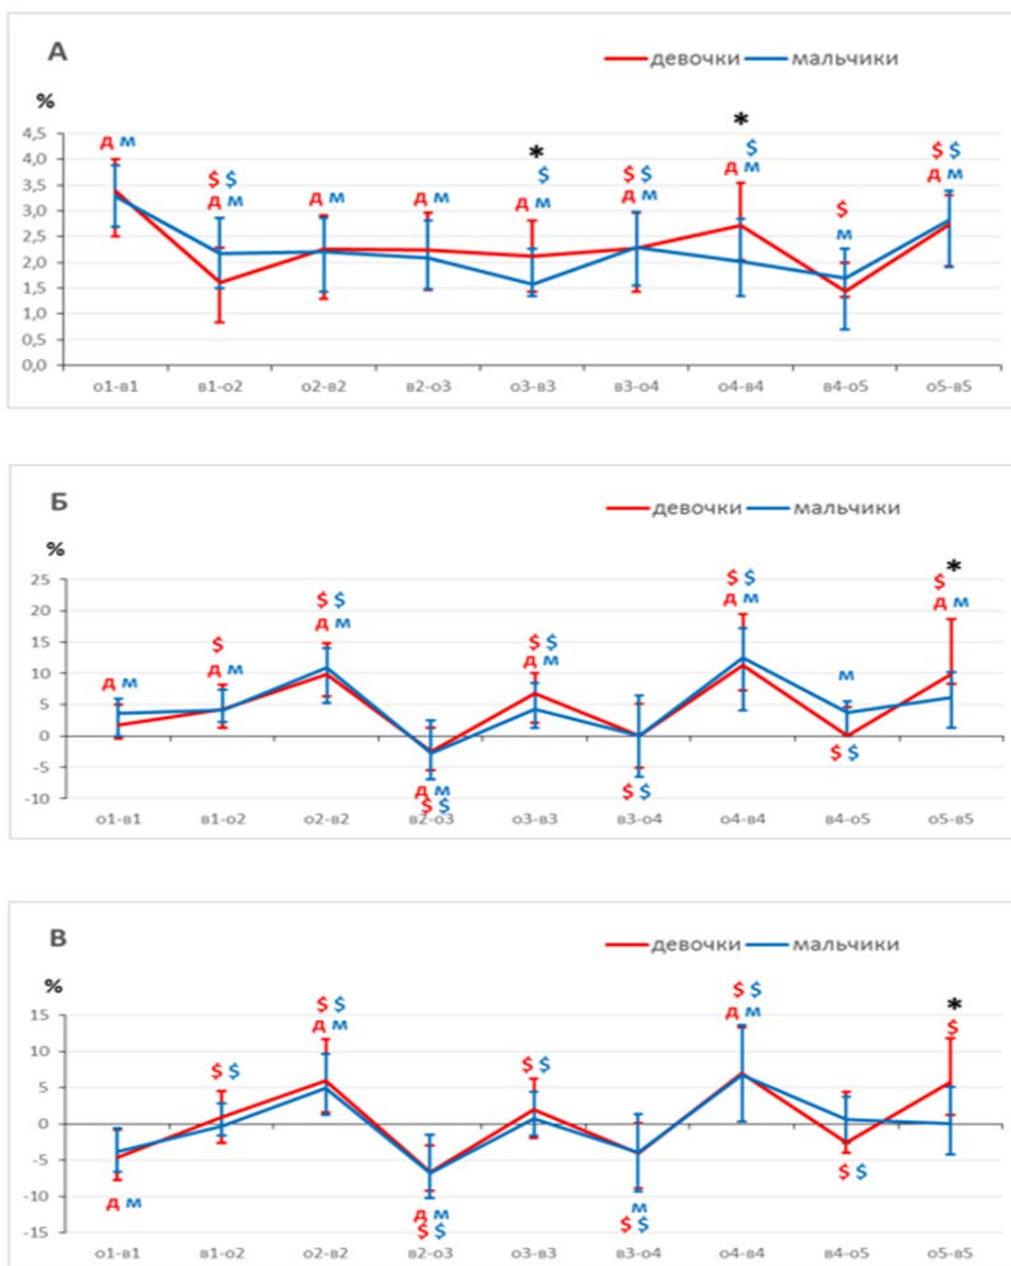 А
девочки мальчики
%
*
*
$
$ $
д м
$ $
$
$ $
д м
$
д м
д м
д м
д м
д м
д м
$
м
4,5
4,0
3,5
3,0
2,5
2,0
1,5
1,0
0,5
0,0
о1-в1 в1-о2 о2-в2 в2-о3 о3-в3 в3-о4 о4-в4 в4-о5 о5-в5
Б
девочки мальчики
%
*
$ $
$
$ $
д м
д м
д м
$
$ $
д м
д м
м
д м
25
20
15
10
5
0
-5
-10
$ $
д м
$ $
$ $
о1-в1 в1-о2 о2-в2 в2-о3 о3-в3 в3-о4 о4-в4 в4-о5 о5-в5
В
девочки мальчики
%
*
$ $
$ $
д м
д м
$
$ $
$ $
15
10
5
0
-5
-10
-15
$ $
д м
м
д м
$ $
$ $
о1-в1 в1-о2 о2-в2 в2-о3 о3-в3 в3-о4 о4-в4 в4-о5 о5-в5